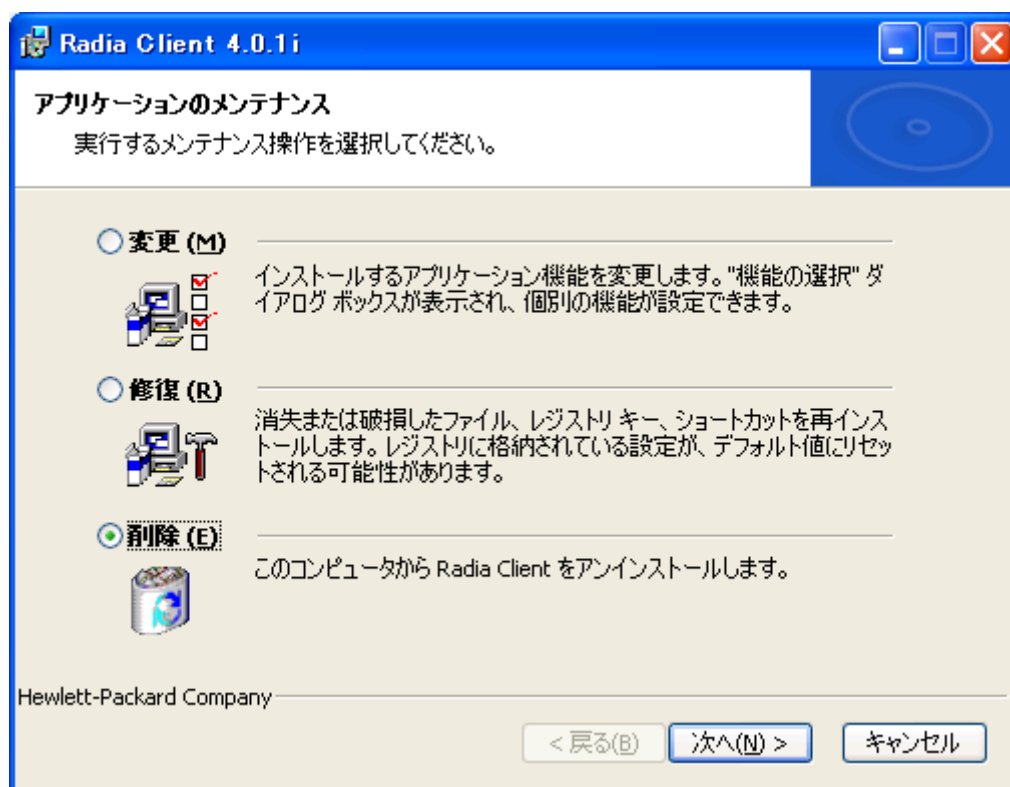 Radia Client 4.0.1i
アプリケーションのメンテナンス
実行するメンテナンス操作を選択してください。
変更 (M)
インストールするアプリケーション機能を変更します。"機能の選択" ダ
イアログ ボックスが表示され、個別の機能が設定できます。
修復 (R)
消失または破損したファイル、レジストリ キー、ショートカットを再インス
トールします。レジストリに格納されている設定が、デフォルト値にリセッ
トされる可能性があります。
削除 (E)
このコンピュータから Radia Client をアンインストールします。
Hewlett-Packard Company
< 戻る(B) 次へ(N) > キャンセル